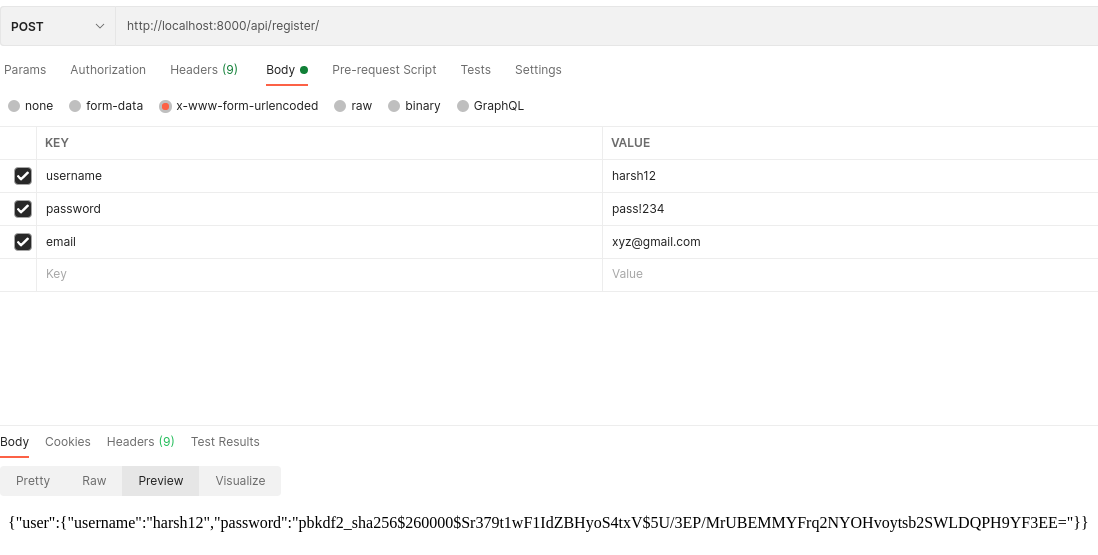 POST http://localhost:8000/api/register/
Params Authorization Headers (9) Body Pre-request Script Tests Settings
none form-data x-www-form-urlencoded raw binary GraphQL
KEY VALUE
username harsh12
password pass!234
email xyz@gmail.com
Key Value
Body Cookies Headers (9) Test Results
Pretty Raw Preview Visualize
{"user":{"username":"harsh12","password":"pbkdf2_sha256$260000$Sr379t1wF1IdZBHyoS4txV$5U/3EP/MrUBEMMYFrq2NYOHvoytsb2SWLDQPH9YF3EE="}}